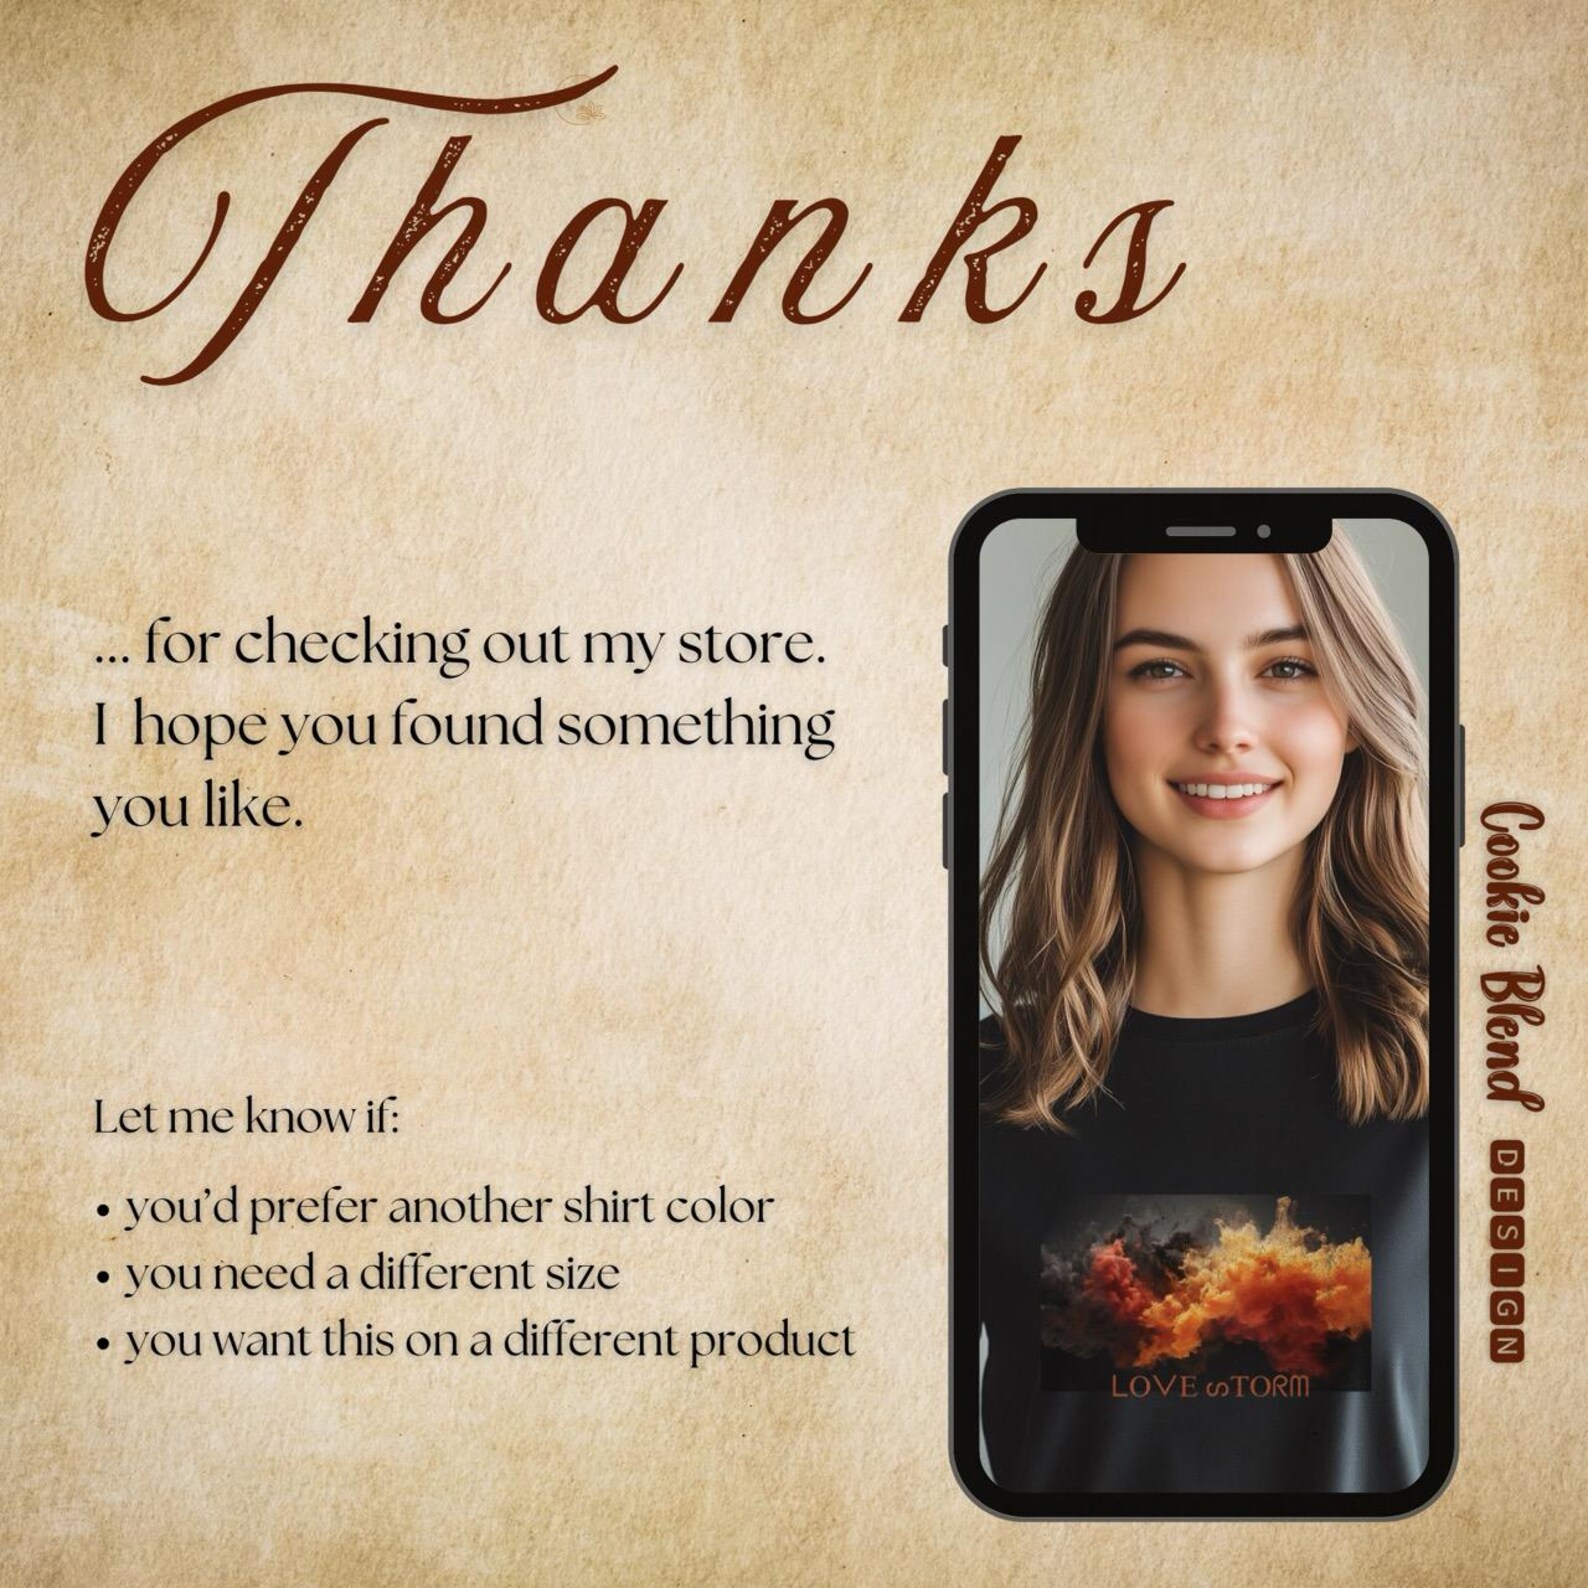 Thanks
... for checking out my store.
I hope you found something
you like.
Let me know if:
• you'd prefer another shirt color
• you need a different size
• you want this on a different product
LOVE STORM
Cookie Blend DESIGN